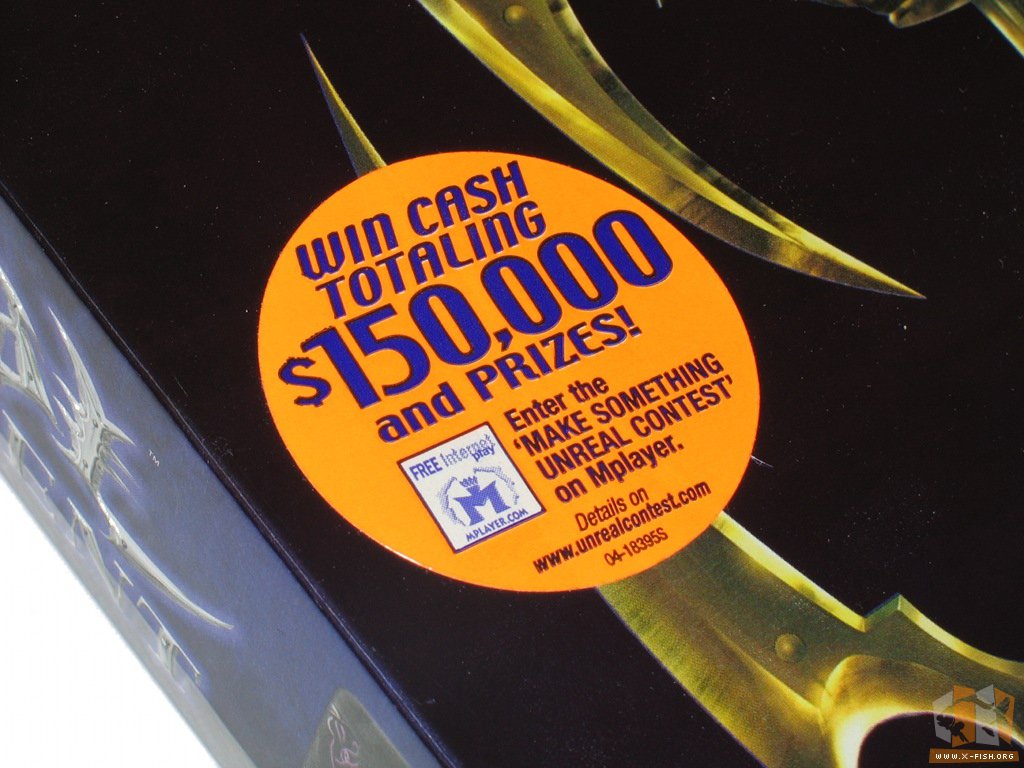 WIN CASH
TOTALING
$150,000
and PRIZES!
Enter the
'MAKE SOMETHING
UNREAL CONTEST'
on Mplayer.
FREE Internet
play
M
MPLAYER.COM
Details on
www.unrealcontest.com
04-18395S
TM
WWW.X-FISH.ORG